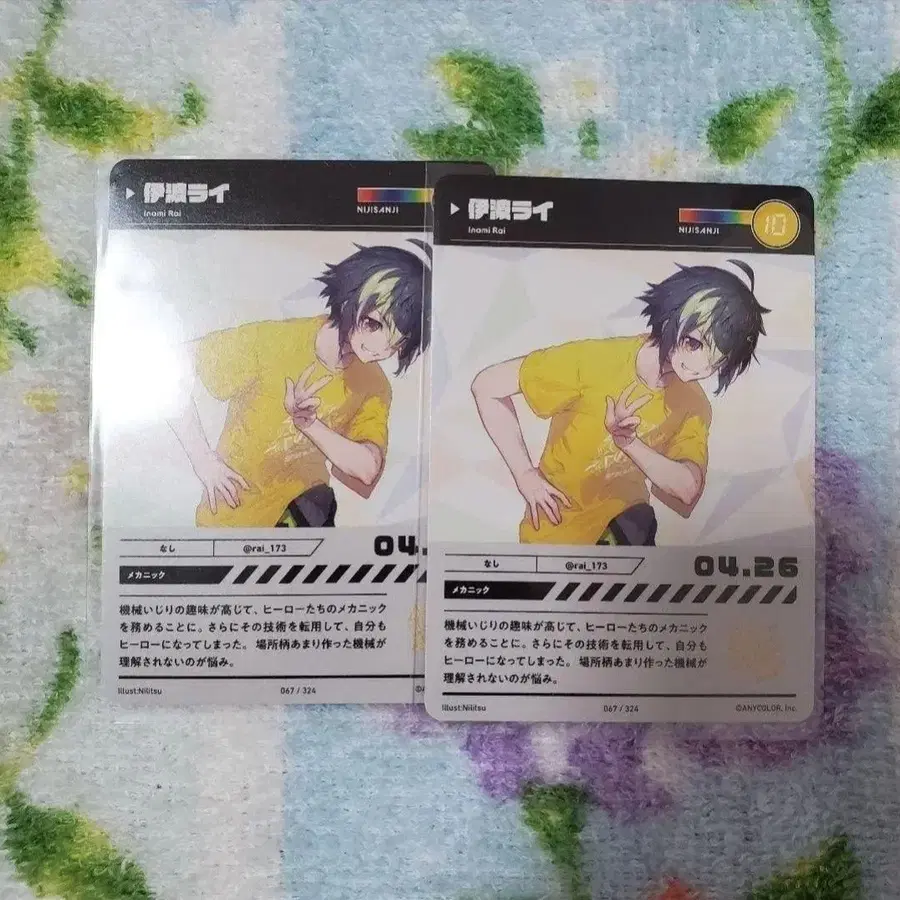 伊波ライ
Inami Rai
NIJISANJI
なし
@rai_173
04.
メカニック
機械いじりの趣味が高じて、ヒーローたちのメカニック
を務めることに。さらにその技術を転用して、自分も
ヒーローになってしまった。場所柄あまり作った機械が
理解されないのが悩み。
Illust:Nilitsu
067 / 324
伊波ライ
Inami Rai
NIJISANJI
10
なし
@rai_173
04.26
メカニック
機械いじりの趣味が高じて、ヒーローたちのメカニック
を務めることに。さらにその技術を転用して、自分も
ヒーローになってしまった。場所柄あまり作った機械が
理解されないのが悩み。
Illust:Nilitsu
067 / 324
©ANYCOLOR, Inc.